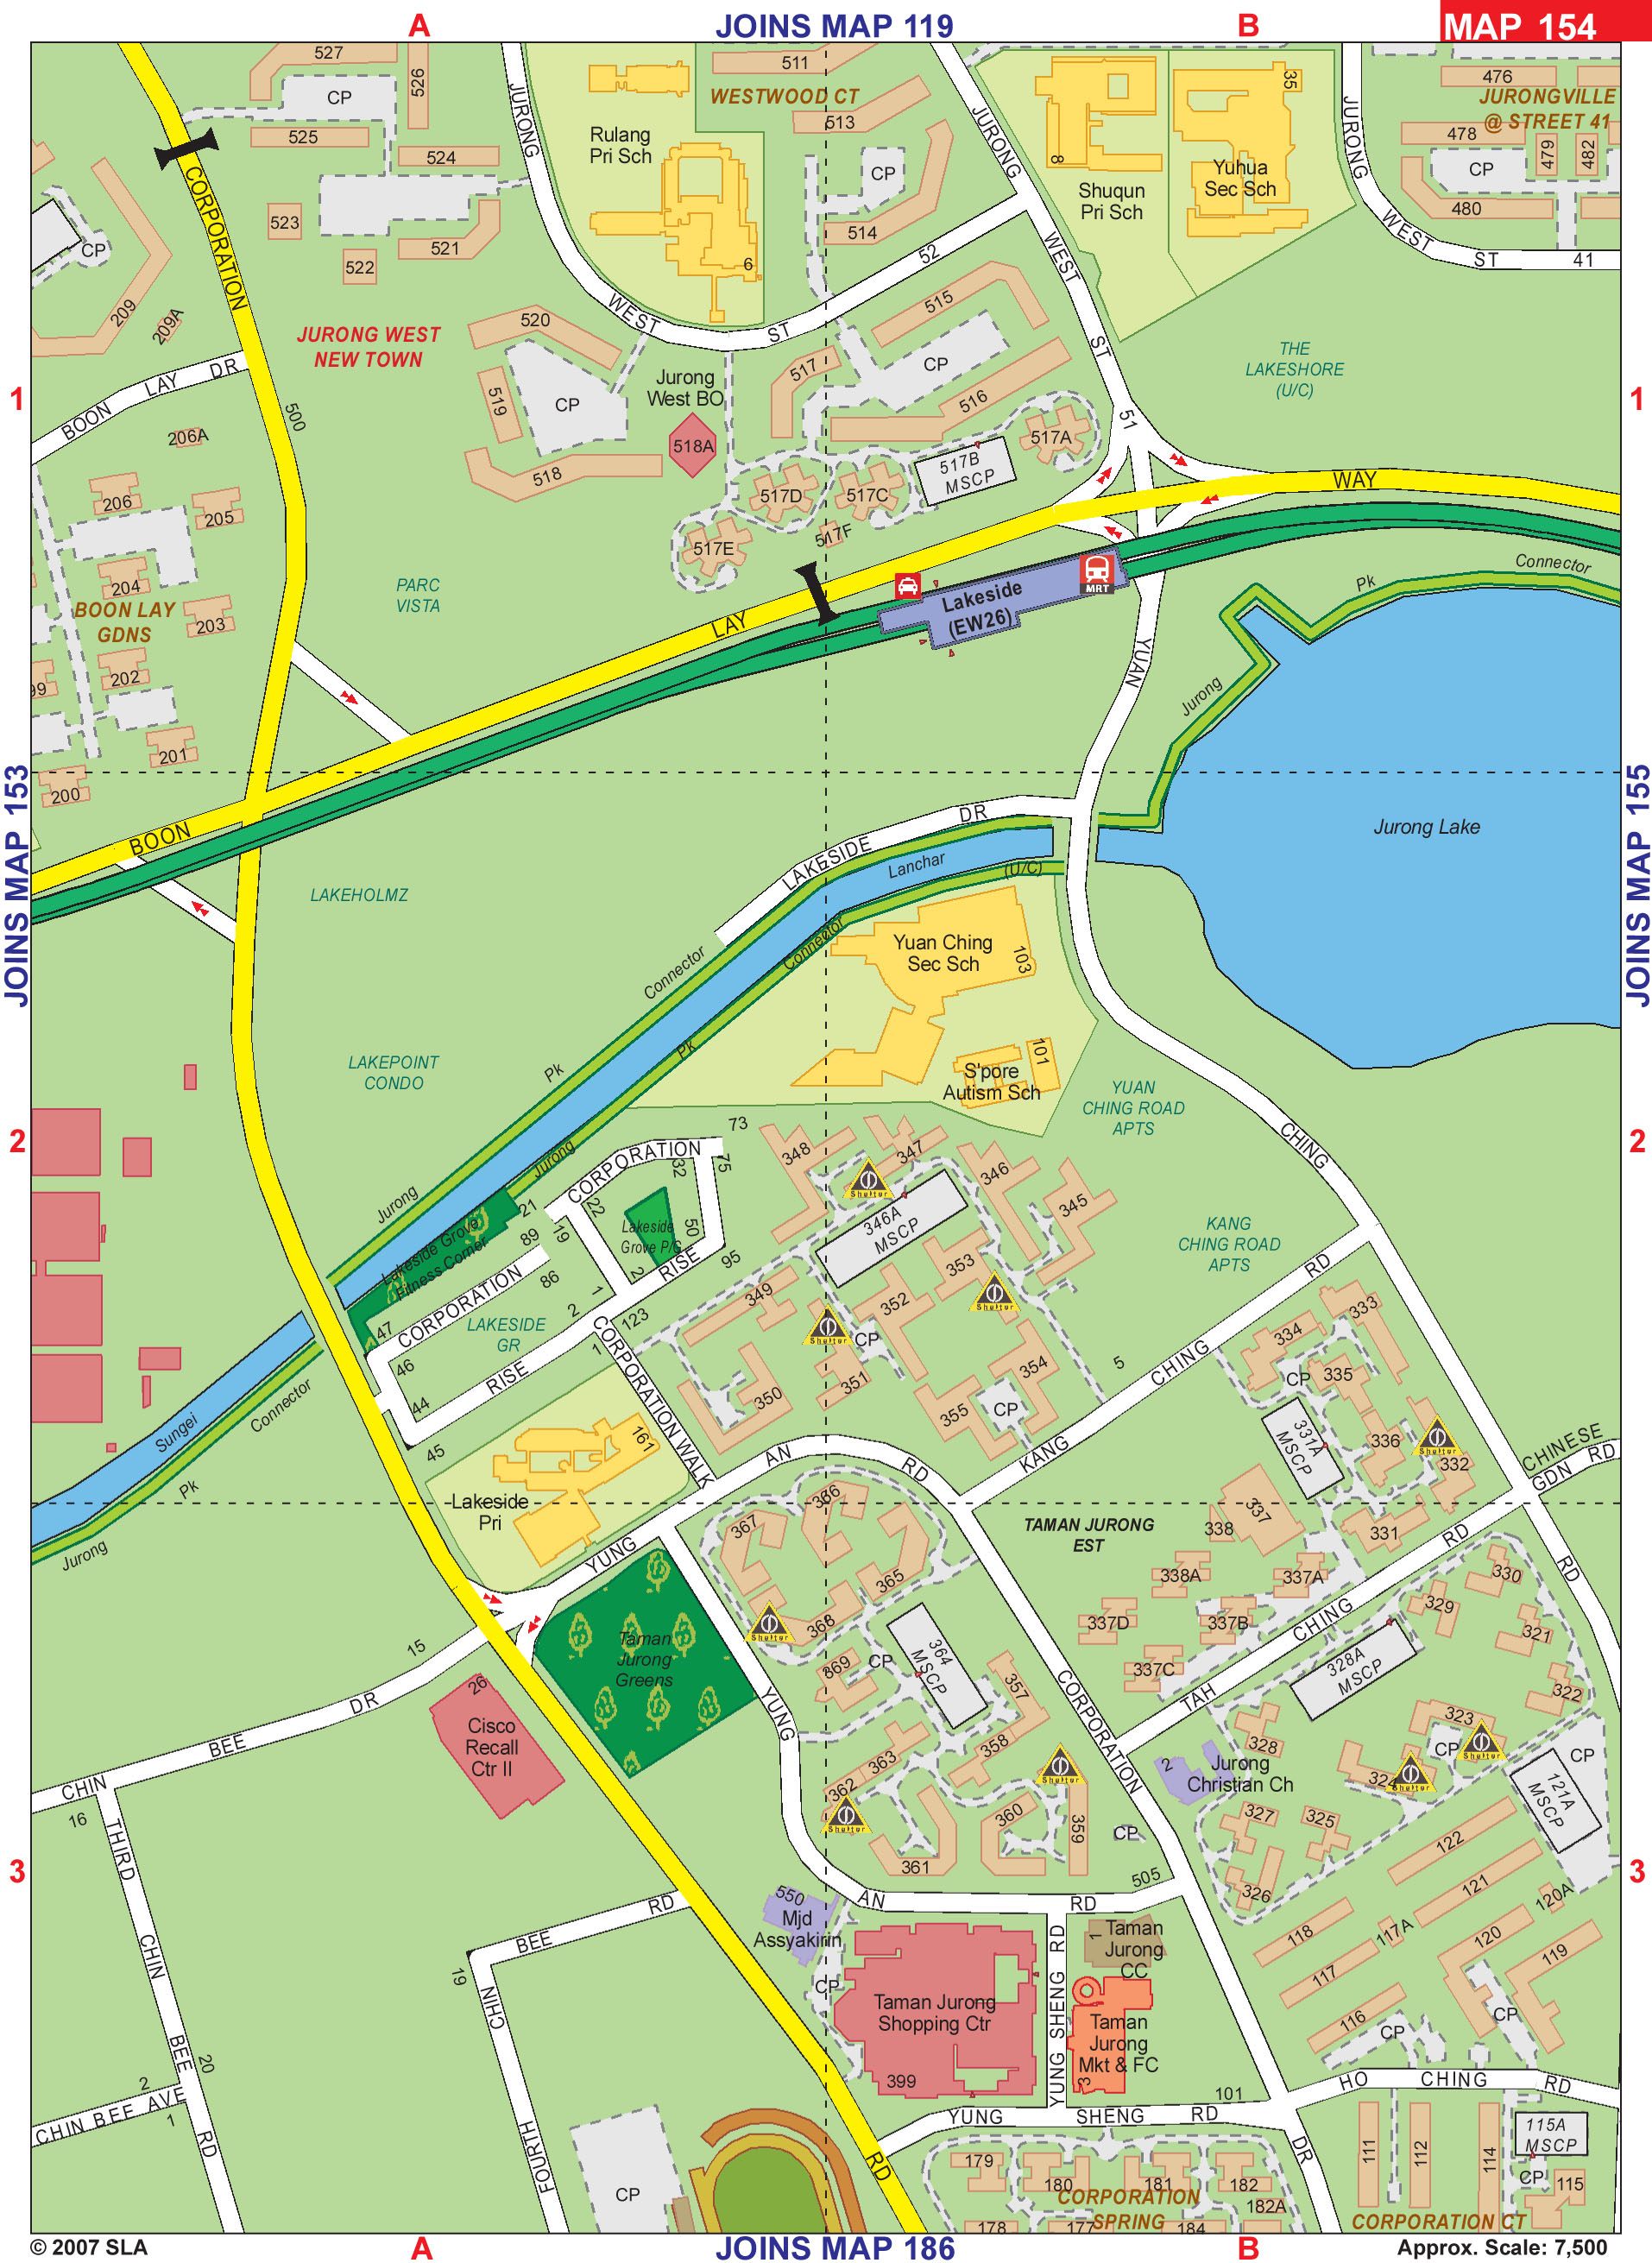 A
JOINS MAP 119
B
MAP 154
527
526
CP
525
524
523
522
521
CP
209
209A
CORPORATION
JURONG WEST
NEW TOWN
BOON LAY DR
500
206A
206
205
204
BOON LAY
GDNS
203
202
99
201
200
JURONG
Rulang
Pri Sch
6
511
WESTWOOD CT
513
CP
514
JURONG
8
Shuqun
Pri Sch
35
Yuhua
Sec Sch
JURONG
476
JURONGVILLE
@ STREET 41
478
479
482
CP
480
WEST
ST
41
WEST
ST
52
WEST
ST
51
515
520
519
CP
518
Jurong
West BO
518A
517
CP
516
517A
517B
MSCP
517D
517C
517E
517F
THE
LAKESHORE
(U/C)
1
1
WAY
PARC
VISTA
LAY
Lakeside
(EW26)
MRT
YUAN
Jurong
Pk
Connector
JOINS MAP 153
JOINS MAP 155
BOON
LAKEHOLMZ
LAKESIDE
DR
Lanchar
(U/C)
Jurong Lake
Connector
Connector
Yuan Ching
Sec Sch
103
101
S'pore
Autism Sch
LAKEPOINT
CONDO
Pk
Pk
YUAN
CHING ROAD
APTS
2
2
CHING
73
75
CORPORATION
32
22
21
19
89
Jurong
Jurong
Lakeside Grove
Fitness Corner
Lakeside
Grove P/G
50
2
RISE
95
86
1
2
123
1
47
CORPORATION
46
44
45
RISE
LAKESIDE
GR
348
347
346
345
346A
MSCP
Shelter
353
Shelter
352
349
Shelter
CP
351
350
354
355
CP
5
KANG
CHING ROAD
APTS
KANG
CHING
RD
333
334
335
CP
331A
MSCP
336
Shelter
332
331
CHINESE
GDN RD
Sungei
Connector
Pk
Jurong
161
Lakeside
Pri
CORPORATION WALK
AN
RD
YUNG
366
367
365
368
Shelter
TAMAN JURONG
EST
338
337
338A
337A
337D
337B
337C
TAH
CHING
RD
RD
330
329
321
322
328A
MSCP
323
CP
Shelter
324
Shelter
CP
121A
MSCP
Taman
Jurong
Greens
15
26
Cisco
Recall
Ctr II
CHIN
BEE
DR
16
YUNG
869
CP
364
MSCP
357
358
363
362
Shelter
361
360
359
Shelter
CP
CORPORATION
2
Jurong
Christian Ch
328
327
325
326
122
121
120A
120
119
118
117A
117
116
CP
CP
3
3
THIRD
CHIN
BEE
RD
20
2
1
CHIN BEE AVE
19
BEE
RD
CHIN
FOURTH
550
Mjd
Assyakirin
CP
AN
RD
505
Taman Jurong
Shopping Ctr
399
YUNG SHENG RD
1
Taman
Jurong
CC
Taman
Jurong
Mkt & FC
3
101
YUNG
SHENG
RD
HO
CHING
RD
DR
RD
CP
179
180
181
182
182A
CORPORATION
SPRING
178
177
184
111
112
114
115A
MSCP
CP
115
CORPORATION CT
© 2007 SLA
A
JOINS MAP 186
B
Approx. Scale: 7,500